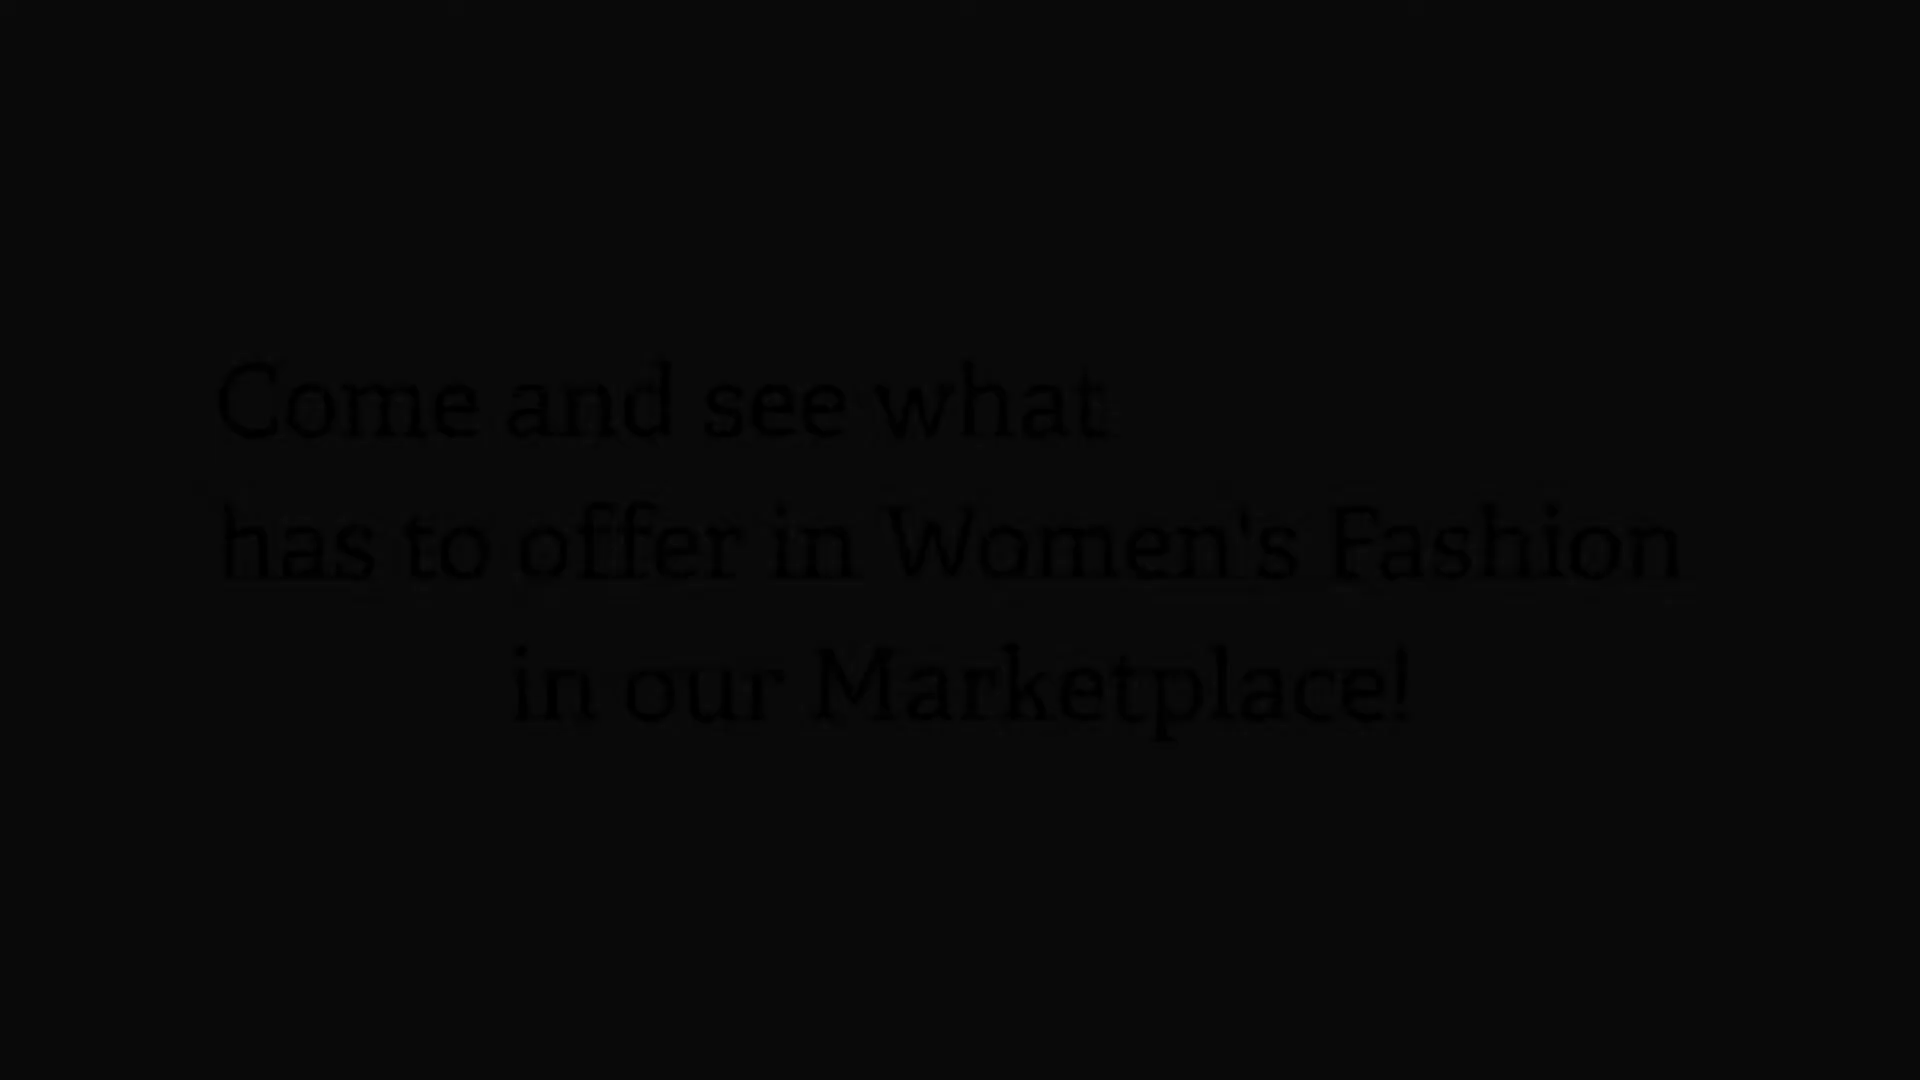 Come and see what
has to offer in Women's Fashion
in our Marketplace!